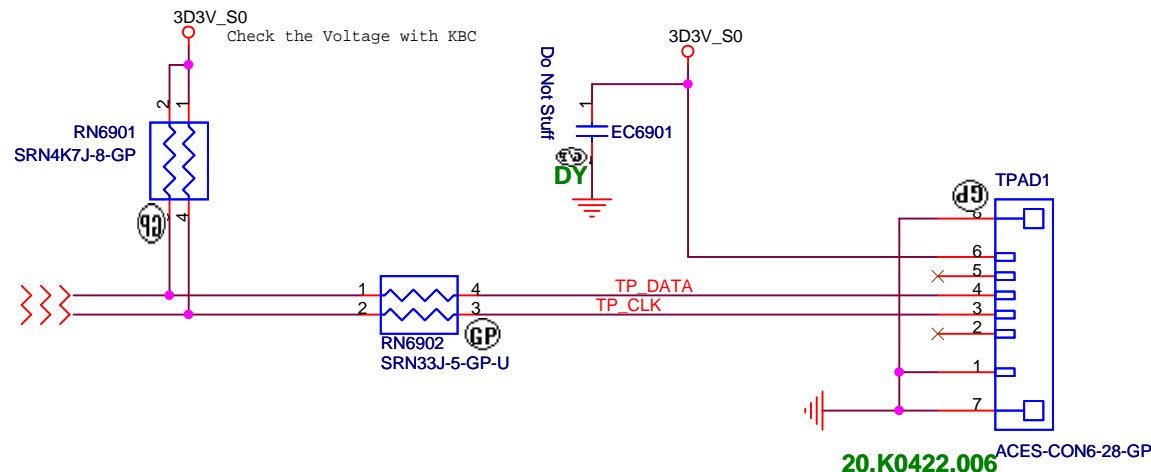 3D3V_S0
Check the Voltage with KBC
3D3V_S0
Do Not Stuff
2
1
1
RN6901
SRN4K7J-8-GP
EC6901
DY
TPAD1
GP
GP
4
8
6
5
1
4
TP_DATA
4
2
3
TP_CLK
3
GP
2
RN6902
SRN33J-5-GP-U
1
7
ACES-CON6-28-GP
20.K0422.006